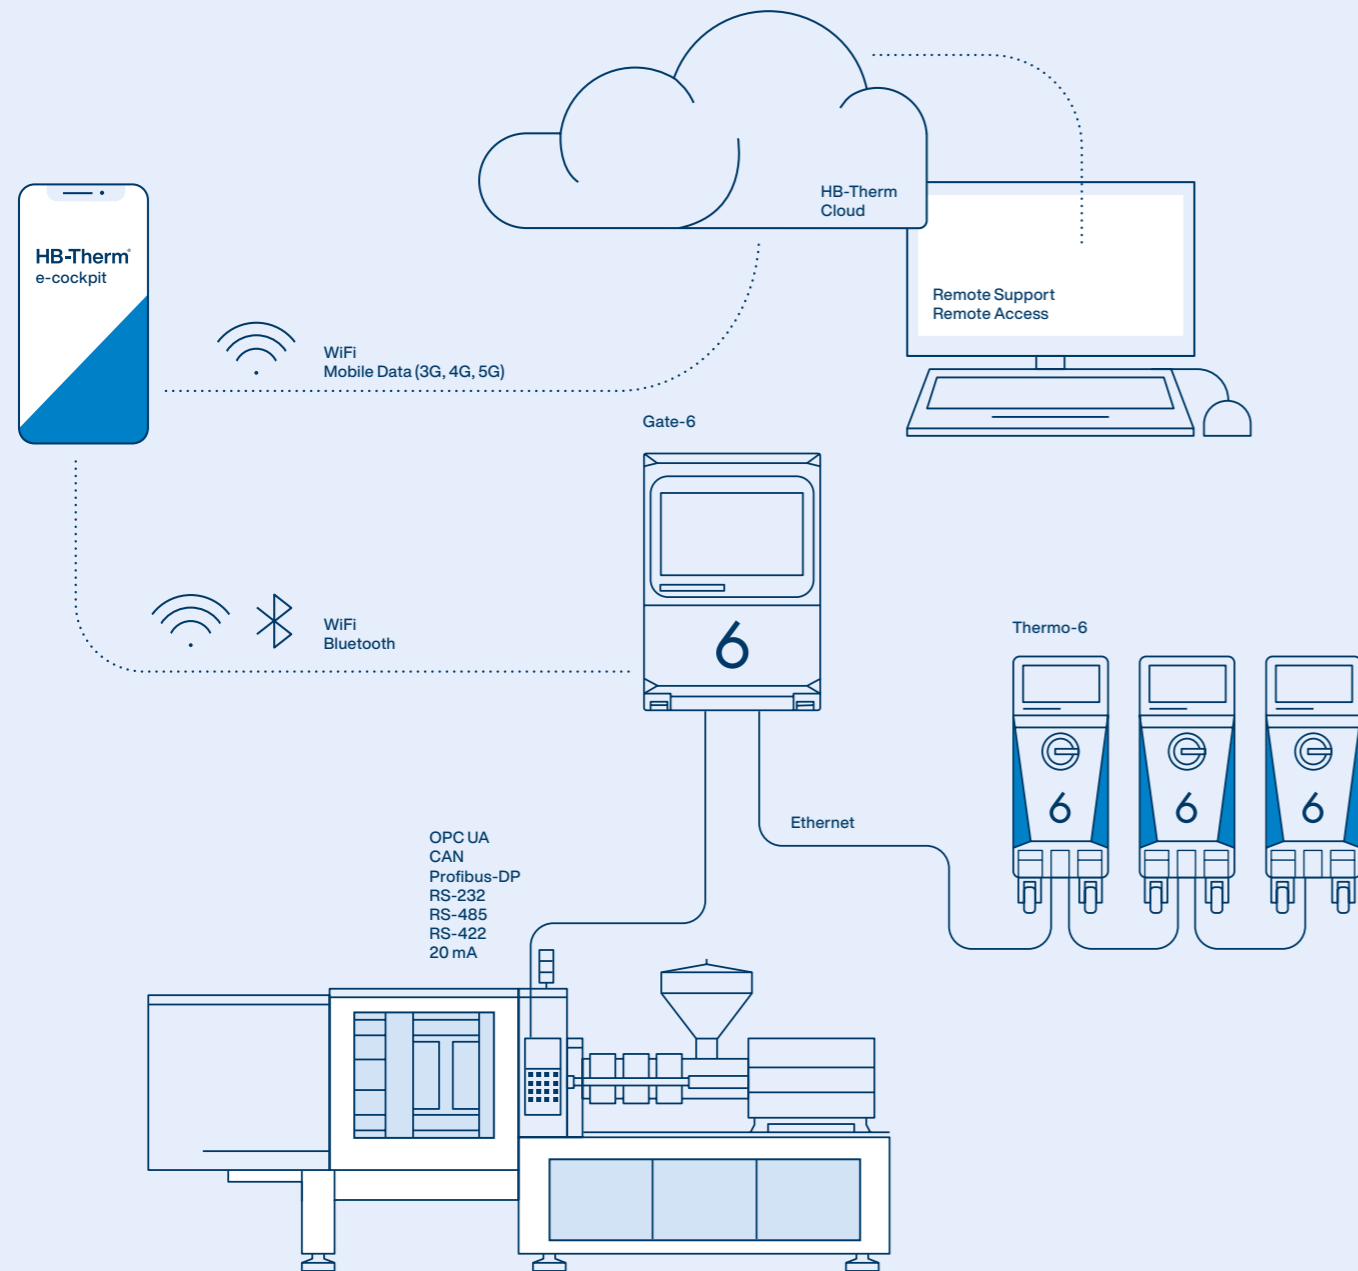 HB-Therm
Cloud
HB-Therm®
e-cockpit
Remote Support
Remote Access
WiFi
Mobile Data (3G, 4G, 5G)
Gate-6
6
WiFi
Bluetooth
Thermo-6
6
6
6
Ethernet
OPC UA
CAN
Profibus-DP
RS-232
RS-485
RS-422
20 mA